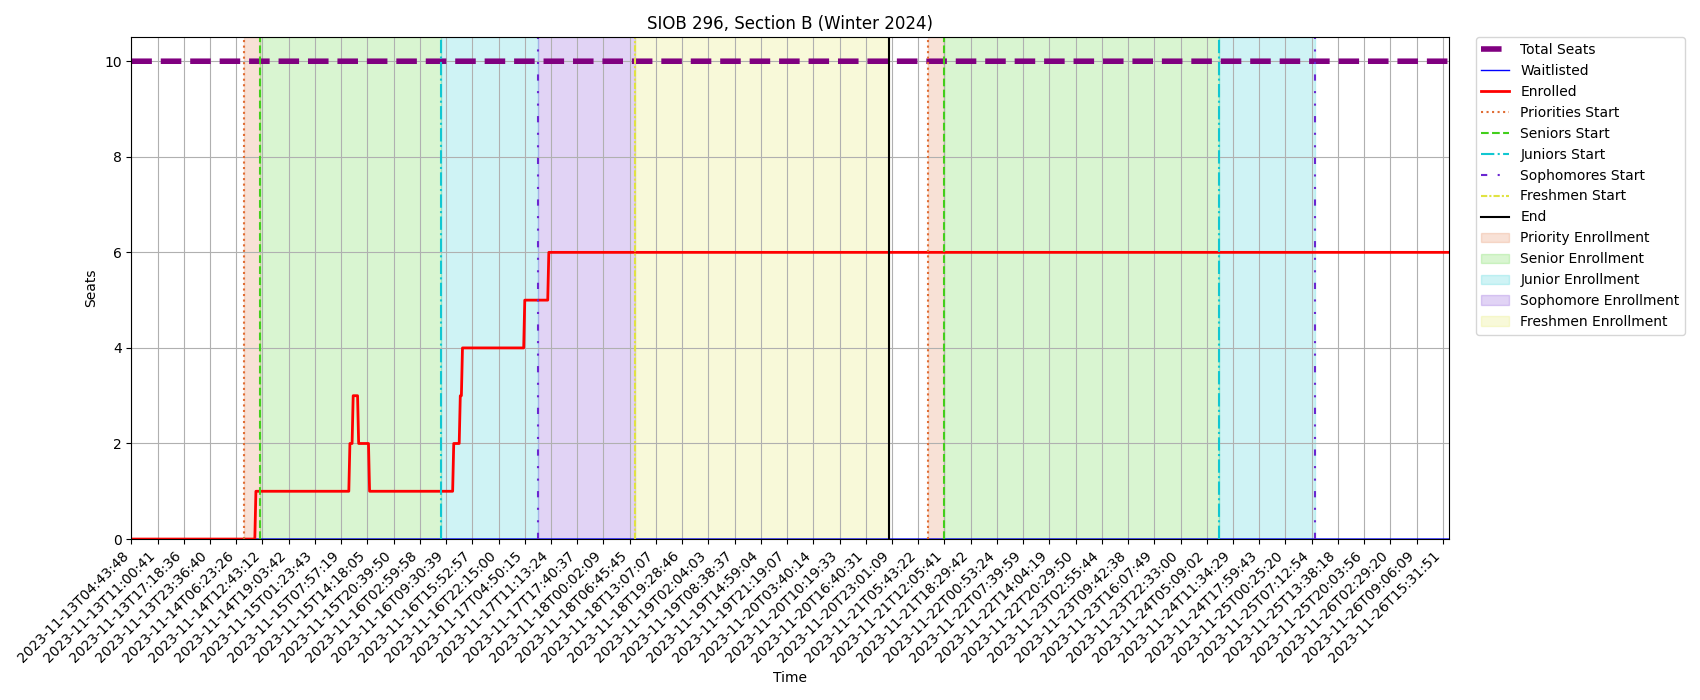 SIOB 296, Section B (Winter 2024)
10
8
6
4
2
0
Seats
2023-11-13T04:43:48
2023-11-13T11:00:41
2023-11-13T17:18:36
2023-11-13T23:36:40
2023-11-14T06:23:26
2023-11-14T12:43:12
2023-11-14T19:03:42
2023-11-15T01:23:43
2023-11-15T07:57:19
2023-11-15T14:18:05
2023-11-15T20:39:50
2023-11-16T02:59:58
2023-11-16T09:30:39
2023-11-16T15:52:57
2023-11-16T22:15:00
2023-11-17T04:50:15
2023-11-17T11:13:24
2023-11-17T17:40:37
2023-11-18T00:02:09
2023-11-18T06:45:45
2023-11-18T13:07:07
2023-11-18T19:28:46
2023-11-19T02:04:03
2023-11-19T08:38:37
2023-11-19T14:59:04
2023-11-19T21:19:07
2023-11-20T03:40:14
2023-11-20T10:19:33
2023-11-20T16:40:31
2023-11-20T23:01:09
2023-11-21T05:43:22
2023-11-21T12:05:41
2023-11-21T18:29:42
2023-11-22T00:53:24
2023-11-22T07:39:59
2023-11-22T14:04:19
2023-11-22T20:29:50
2023-11-23T02:55:44
2023-11-23T09:42:38
2023-11-23T16:07:49
2023-11-23T22:33:00
2023-11-24T05:09:02
2023-11-24T11:34:29
2023-11-24T17:59:43
2023-11-25T00:25:20
2023-11-25T07:12:54
2023-11-25T13:38:18
2023-11-25T20:03:56
2023-11-26T02:29:20
2023-11-26T09:06:09
2023-11-26T15:31:51
Time
Total Seats
Waitlisted
Enrolled
Priorities Start
Seniors Start
Juniors Start
Sophomores Start
Freshmen Start
End
Priority Enrollment
Senior Enrollment
Junior Enrollment
Sophomore Enrollment
Freshmen Enrollment